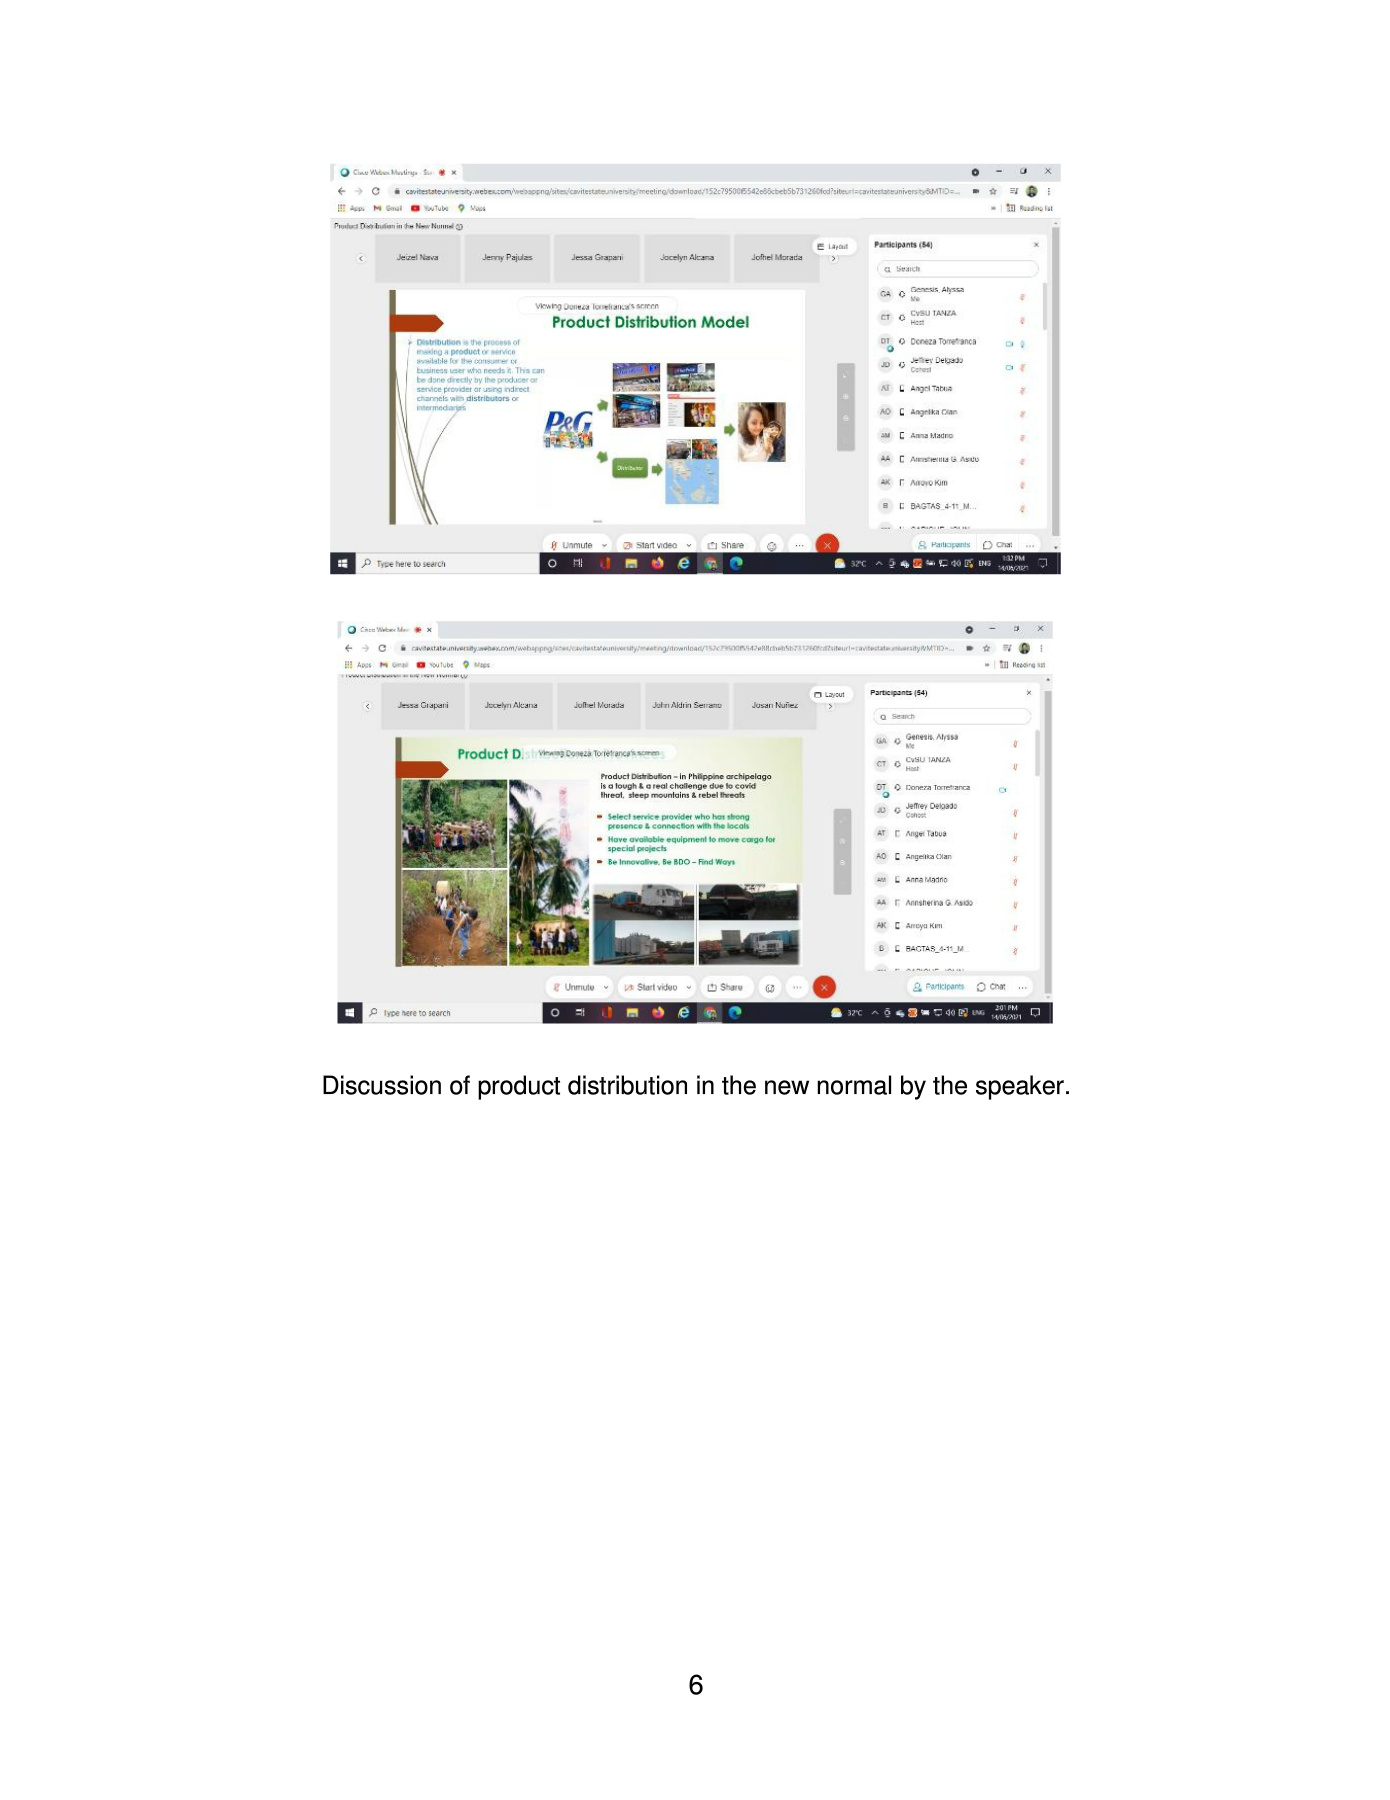 Cisco Webex Meetings - Sta
cavitestateuniversity.webex.com/webappng/sites/cavitestateuniversity/meeting/download/
Apps Gmail YouTube Maps Reading list
Product Distribution in the New Normal
Jeizel Nava Jenny Pajulas Jessa Grapani Jocelyn Alcana Jofhel Morada
Layout
Viewing Doneza Torrefranca's screen
Product Distribution Model
Distribution is the process of
making a product or service
available for the consumer or
business user who needs it. This can
be done directly by the producer or
service provider or using indirect
channels with distributors or
intermediaries
P&G
Distributor
Participants (54)
Search
GA Genesis, Alyssa
Me
CT CvSU TANZA
Host
DT Doneza Torrefranca
JD Jeffrey Delgado
Cohost
AT Angel Tabua
AO Angelika Olan
AM Anna Madrio
AA Annsherina G. Asido
AK Arroyo Kim
B BAGTAS_4-11_M...
Unmute Start video Share ... Participants Chat ...
Type here to search 32°C ENG 1:32 PM
14/06/2021
Cisco Webex Mee
cavitestateuniversity.webex.com/webappng/sites/cavitestateuniversity/meeting/download/
Apps Gmail YouTube Maps Reading list
Product Distribution in the New Normal
Jessa Grapani Jocelyn Alcana Jofhel Morada John Aldrin Serrano Josan Nuñez
Layout
Product D
Viewing Doneza Torrefranca's screen
Product Distribution – in Philippine archipelago
is a tough & a real challenge due to covid
threat, steep mountains & rebel threats
Select service provider who has strong
presence & connection with the locals
Have available equipment to move cargo for
special projects
Be Innovative, Be BDO – Find Ways
Participants (54)
Search
GA Genesis, Alyssa
Me
CT CvSU TANZA
Host
DT Doneza Torrefranca
JD Jeffrey Delgado
Cohost
AT Angel Tabua
AO Angelika Olan
AM Anna Madrio
AA Annsherina G. Asido
AK Arroyo Kim
B BAGTAS_4-11_M...
Unmute Start video Share ... Participants Chat ...
Type here to search 32°C ENG 2:01 PM
14/06/2021
Discussion of product distribution in the new normal by the speaker.
6